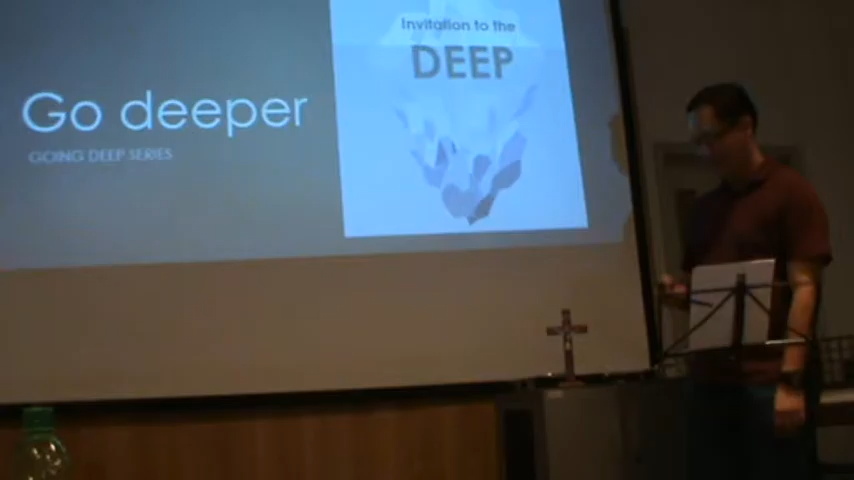 Go deeper
GOING DEEP SERIES
Invitation to the
DEEP